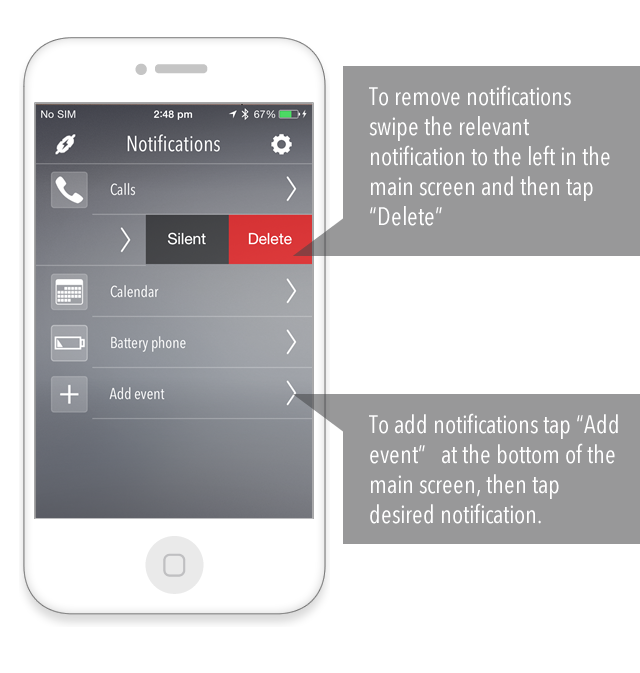 No SIM 2:48 pm 67%
Notifications
Calls
Silent Delete
Calendar
Battery phone
Add event
To remove notifications
swipe the relevant
notification to the left in the
main screen and then tap
“Delete”
To add notifications tap “Add
event” at the bottom of the
main screen, then tap
desired notification.